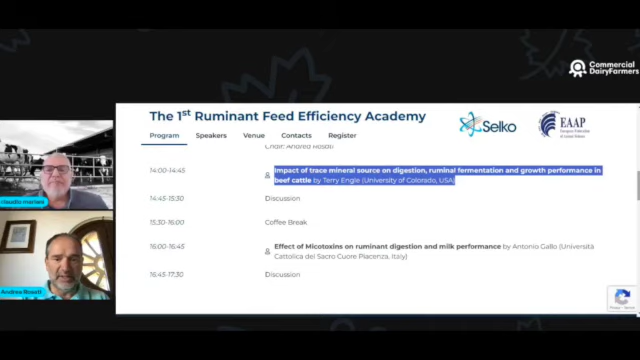 Commercial
DairyFarmers
The 1st Ruminant Feed Efficiency Academy
Selko
EAAP
Program Speakers Venue Contacts Register
Chair: Andrea Rosati
14:00-14:45
Impact of trace mineral source on digestion, ruminal fermentation and growth performance in
beef cattle by Terry Engle (University of Colorado, USA)
14:45-15:30
Discussion
15:30-16:00
Coffee Break
16:00-16:45
Effect of Micotoxins on ruminant digestion and milk performance by Antonio Gallo (Università
Cattolica del Sacro Cuore Piacenza, Italy)
16:45-17,30
Discussion
claudio mariani
Andrea Rosati